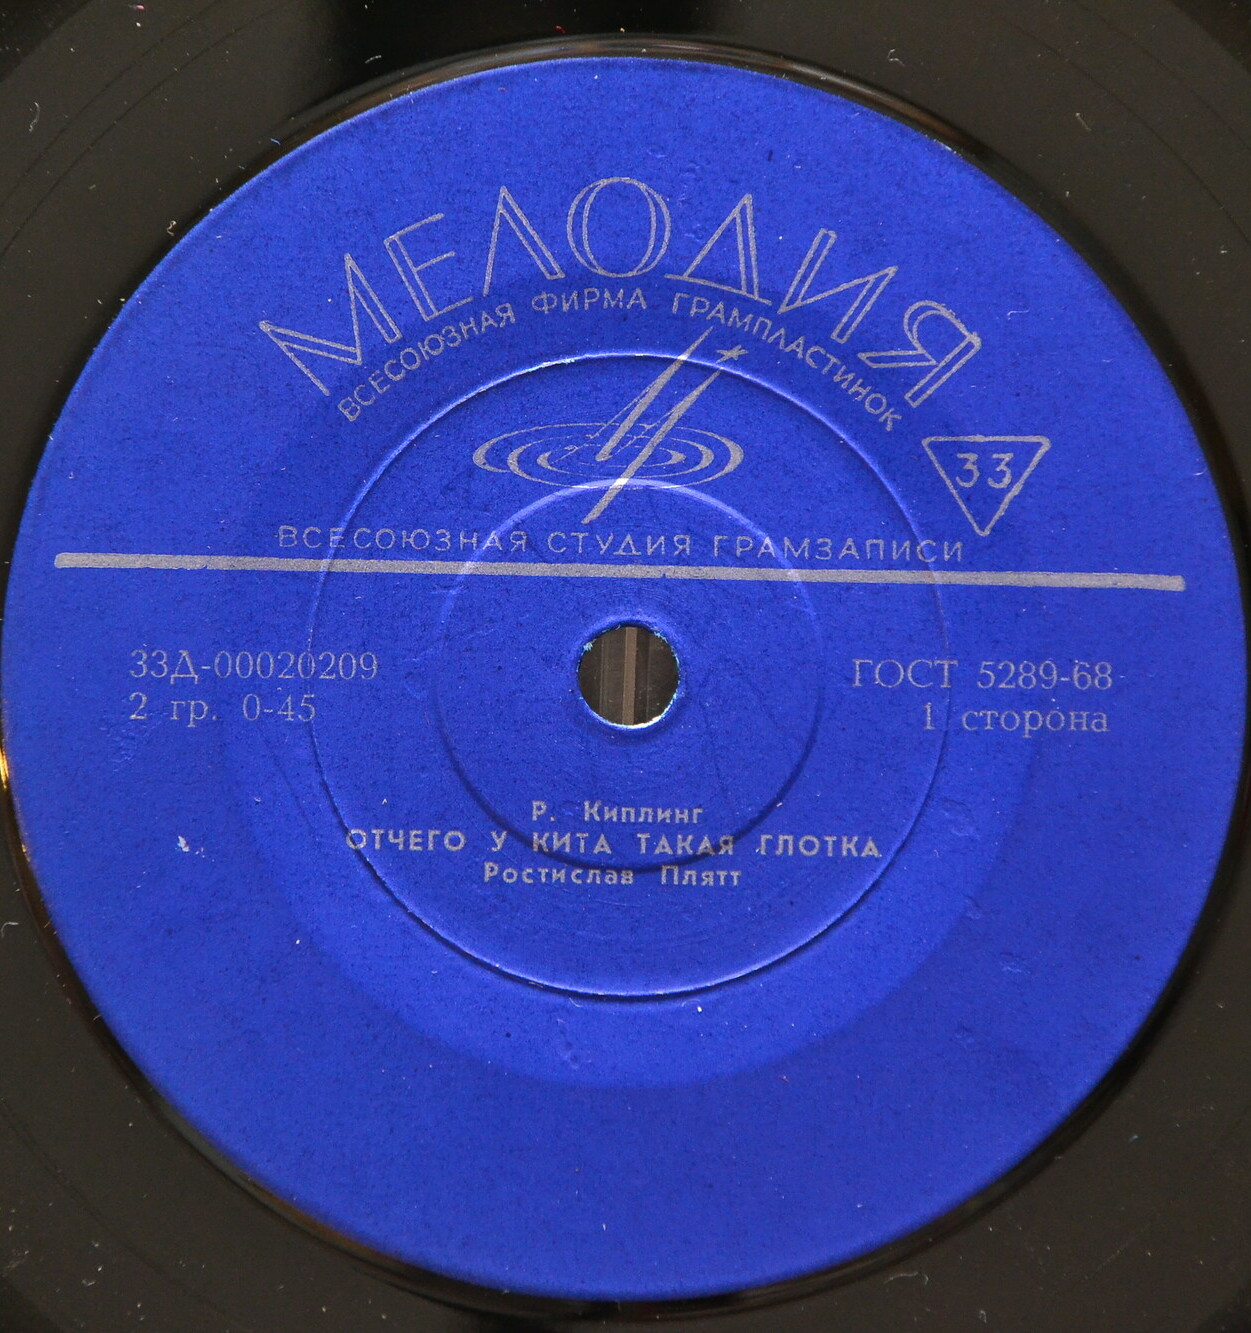 МЕЛОДИЯ
ВСЕСОЮЗНАЯ ФИРМА ГРАМПЛАСТИНОК
33
ВСЕСОЮЗНАЯ СТУДИЯ ГРАМЗАПИСИ
33Д-00020209
2 гр. 0-45
ГОСТ 5289-68
1 сторона
Р. Киплинг
ОТЧЕГО У КИТА ТАКАЯ ГЛОТКА
Ростислав Плятт